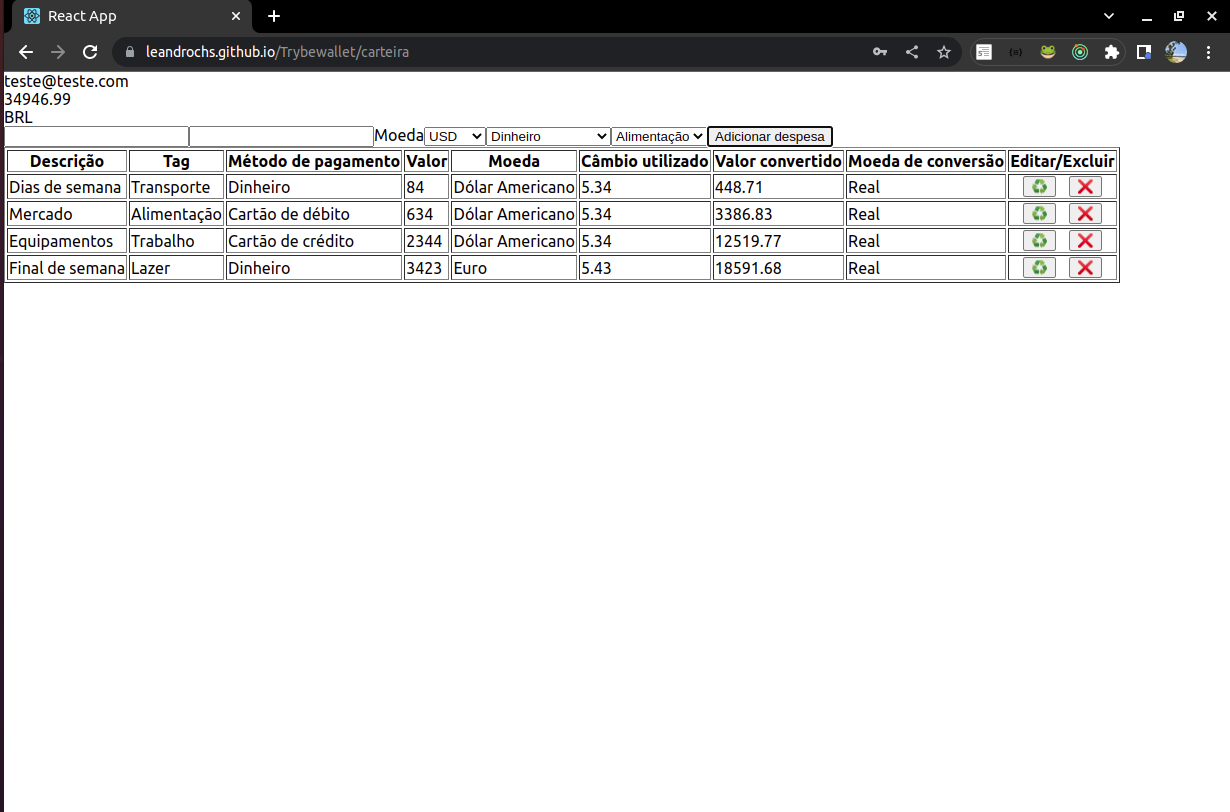 React App
leandrochs.github.io/Trybewallet/carteira
teste@teste.com
34946.99
BRL
Moeda USD Dinheiro Alimentação Adicionar despesa
Descrição Tag Método de pagamento Valor Moeda Câmbio utilizado Valor convertido Moeda de conversão Editar/Excluir
Dias de semana Transporte Dinheiro 84 Dólar Americano 5.34 448.71 Real
Mercado Alimentação Cartão de débito 634 Dólar Americano 5.34 3386.83 Real
Equipamentos Trabalho Cartão de crédito 2344 Dólar Americano 5.34 12519.77 Real
Final de semana Lazer Dinheiro 3423 Euro 5.43 18591.68 Real